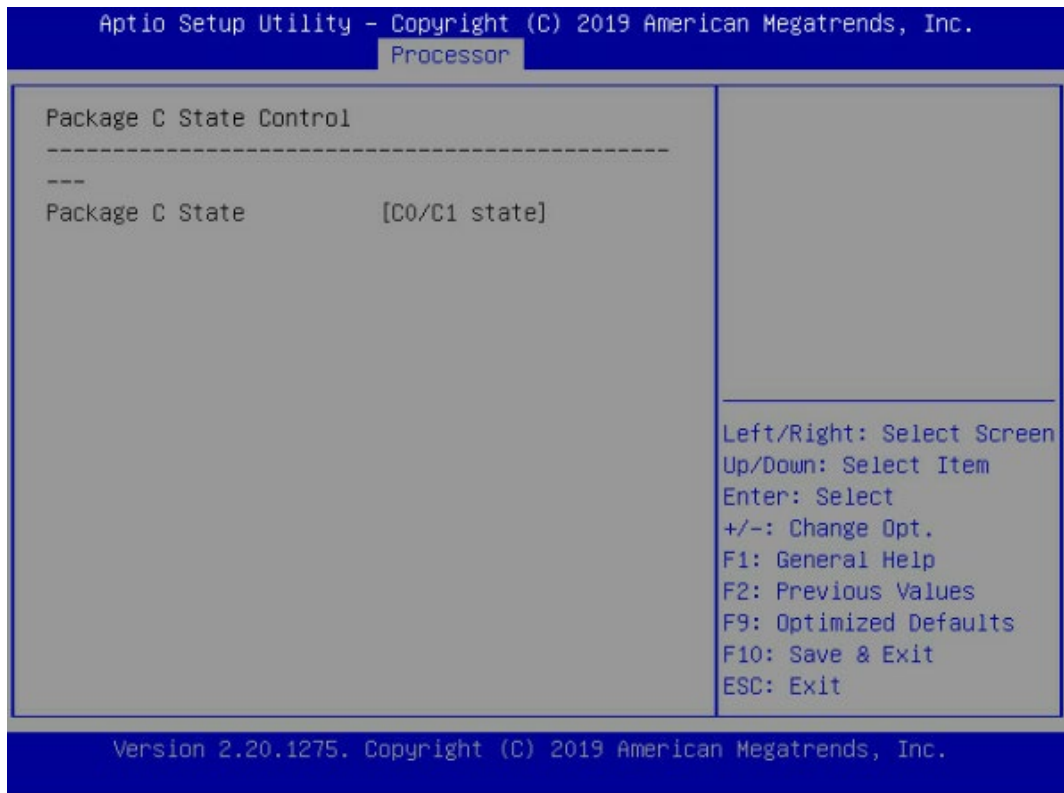 Aptio Setup Utility – Copyright (C) 2019 American Megatrends, Inc.
Processor
Package C State Control
-----------------------------------------------
---
Package C State [C0/C1 state]
Left/Right: Select Screen
Up/Down: Select Item
Enter: Select
+/-: Change Opt.
F1: General Help
F2: Previous Values
F9: Optimized Defaults
F10: Save & Exit
ESC: Exit
Version 2.20.1275. Copyright (C) 2019 American Megatrends, Inc.